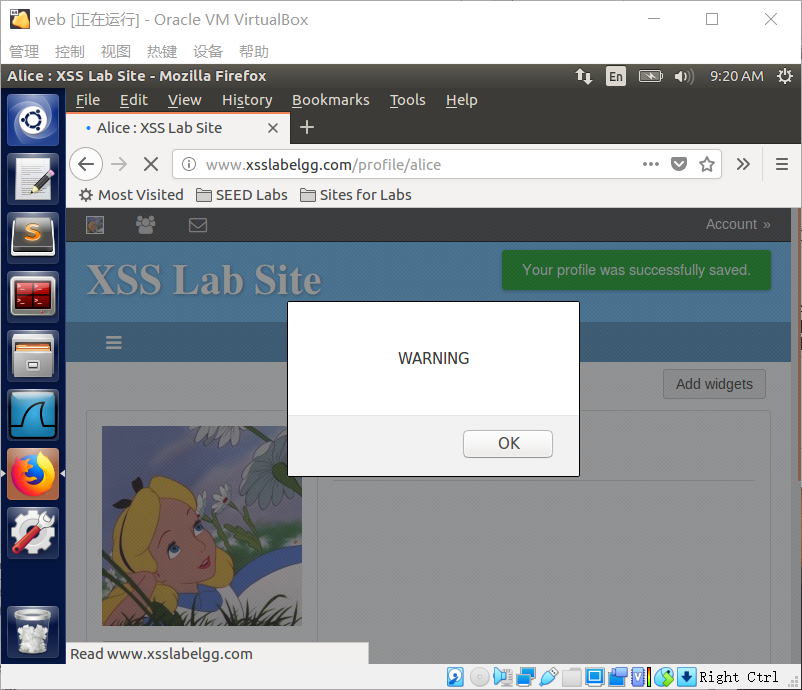 web [正在运行] - Oracle VM VirtualBox
管理 控制 视图 热键 设备 帮助
Alice : XSS Lab Site - Mozilla Firefox En 9:20 AM
File Edit View History Bookmarks Tools Help
Alice : XSS Lab Site
www.xsslabelgg.com/profile/alice
Most Visited SEED Labs Sites for Labs
Account »
XSS Lab Site
Your profile was successfully saved.
WARNING
Add widgets
OK
Read www.xsslabelgg.com
Right Ctrl